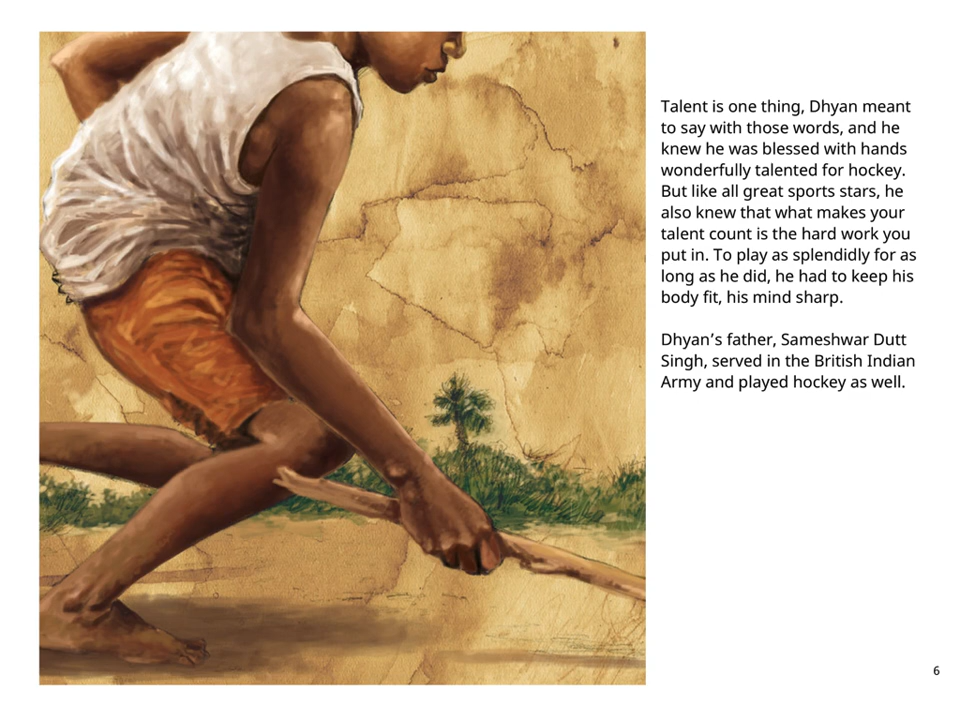 Talent is one thing, Dhyan meant
to say with those words, and he
knew he was blessed with hands
wonderfully talented for hockey.
But like all great sports stars, he
also knew that what makes your
talent count is the hard work you
put in. To play as splendidly for as
long as he did, he had to keep his
body fit, his mind sharp.
Dhyan’s father, Sameshwar Dutt
Singh, served in the British Indian
Army and played hockey as well.
6